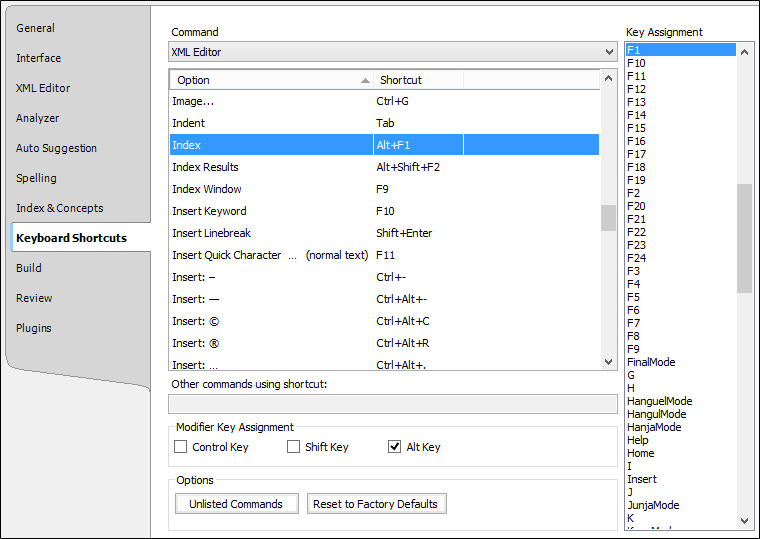 General
Interface
XML Editor
Analyzer
Auto Suggestion
Spelling
Index & Concepts
Keyboard Shortcuts
Build
Review
Plugins
Command
XML Editor
Option Shortcut
Image... Ctrl+G
Indent Tab
Index Alt+F1
Index Results Alt+Shift+F2
Index Window F9
Insert Keyword F10
Insert Linebreak Shift+Enter
Insert Quick Character ... (normal text) F11
Insert: – Ctrl+-
Insert: — Ctrl+Alt+-
Insert: © Ctrl+Alt+C
Insert: ® Ctrl+Alt+R
Insert: ... Ctrl+Alt+.
Other commands using shortcut:
Modifier Key Assignment
Control Key Shift Key Alt Key
Options
Unlisted Commands Reset to Factory Defaults
Key Assignment
F1
F10
F11
F12
F13
F14
F15
F16
F17
F18
F19
F2
F20
F21
F22
F23
F24
F3
F4
F5
F6
F7
F8
F9
FinalMode
G
H
HanguelMode
HangulMode
HanjaMode
Help
Home
I
Insert
J
JunjaMode
K